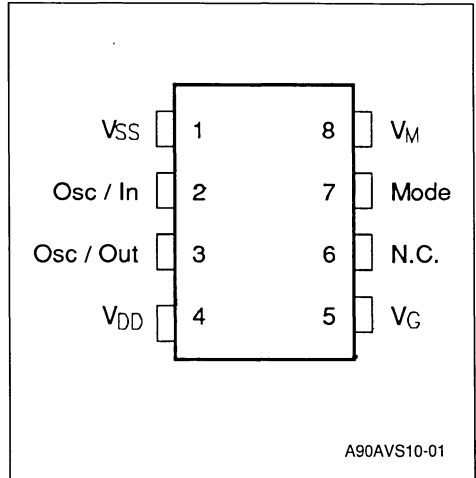 VSS 1 8 VM
Osc / In 2 7 Mode
Osc / Out 3 6 N.C.
VDD 4 5 VG
A90AVS10-01